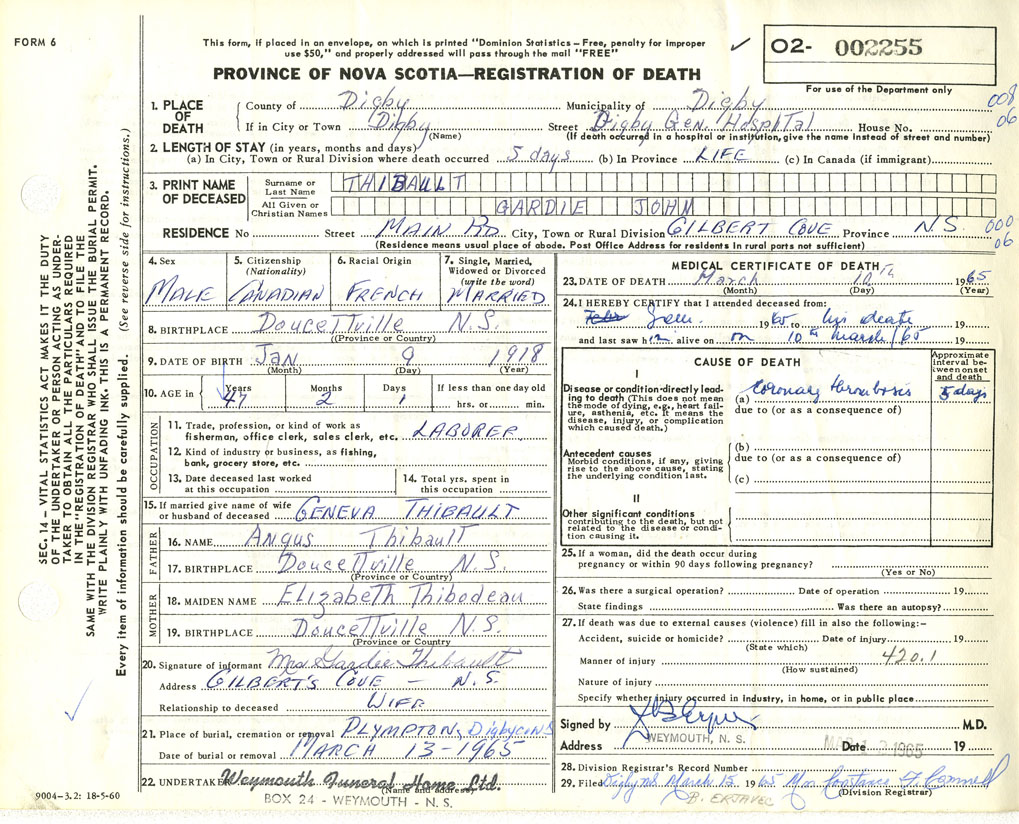 FORM 6
This form, if placed in an envelope, on which is printed "Dominion Statistics – Free, penalty for improper
use $50," and properly addressed will pass through the mail "FREE"
PROVINCE OF NOVA SCOTIA—REGISTRATION OF DEATH
O2- 002255
For use of the Department only
SEC. 14 – VITAL STATISTICS ACT MAKES IT THE DUTY
OF THE UNDERTAKER OR PERSON ACTING AS UNDER-
TAKER TO OBTAIN ALL THE PARTICULARS REQUIRED
IN THE "REGISTRATION OF DEATH" AND TO FILE THE
SAME WITH THE DIVISION REGISTRAR WHO SHALL ISSUE THE BURIAL PERMIT.
WRITE PLAINLY WITH UNFADING INK. THIS IS A PERMANENT RECORD.
Every item of information should be carefully supplied. (See reverse side for instructions.)
1. PLACE OF DEATH
County of Digby Municipality of Digby 008
If in City or Town Digby Street Digby Gen. Hospital House No. 06
(Name) (If death occurred in a hospital or institution, give the name instead of street and number)
2. LENGTH OF STAY (in years, months and days)
(a) In City, Town or Rural Division where death occurred 5 days (b) In Province LIFE (c) In Canada (if immigrant)
3. PRINT NAME OF DECEASED
Surname or Last Name THIBAULT
All Given or Christian Names GARDIE JOHN
RESIDENCE No Street MAIN RD. City, Town or Rural Division GILBERT COVE Province N.S. 000
06
(Residence means usual place of abode. Post Office Address for residents in rural parts not sufficient)
4. Sex MALE
5. Citizenship (Nationality) CANADIAN
6. Racial Origin FRENCH
7. Single, Married, Widowed or Divorced (write the word) MARRIED
8. BIRTHPLACE Doucettville N.S.
(Province or Country)
9. DATE OF BIRTH Jan 9 1918
(Month) (Day) (Year)
10. AGE in Years Months Days If less than one day old
47 2 1 hrs. or min.
OCCUPATION
11. Trade, profession, or kind of work as
fisherman, office clerk, sales clerk, etc. LABORER
12. Kind of industry or business, as fishing,
bank, grocery store, etc.
13. Date deceased last worked
at this occupation
14. Total yrs. spent in
this occupation
15. If married give name of wife
or husband of deceased GENEVA THIBAULT
FATHER
16. NAME Angus Thibault
17. BIRTHPLACE Doucettville N.S.
(Province or Country)
MOTHER
18. MAIDEN NAME Elizabeth Thibodeau
19. BIRTHPLACE Doucettville N.S.
(Province or Country)
20. Signature of informant Mrs Gardie Thibault
Address GILBERT'S COVE – N.S.
Relationship to deceased WIFE
21. Place of burial, cremation or removal PLYMPTON, Digby co NS
Date of burial or removal MARCH 13-1965
22. UNDERTAKER Weymouth Funeral Home Ltd.
(Name and address)
BOX 24 - WEYMOUTH - N.S.
9004-3.2: 18-5-60
MEDICAL CERTIFICATE OF DEATH
23. DATE OF DEATH March 10th 1965
(Month) (Day) (Year)
24. I HEREBY CERTIFY that I attended deceased from:
1965 to his death 19
and last saw him alive on on 10th march/65 19
CAUSE OF DEATH
Approximate interval between onset and death
I
Disease or condition directly lead-
ing to death (This does not mean
the mode of dying, e.g., heart fail-
ure, asthenia, etc. It means the
disease, injury, or complication
which caused death.)
(a) Coronary thrombosis 5 days
due to (or as a consequence of)
Antecedent causes
Morbid conditions, if any, giving
rise to the above cause, stating
the underlying condition last.
(b)
due to (or as a consequence of)
(c)
II
Other significant conditions
contributing to the death, but not
related to the disease or condi-
tion causing it.
25. If a woman, did the death occur during
pregnancy or within 90 days following pregnancy?
(Yes or No)
26. Was there a surgical operation? Date of operation 19
State findings Was there an autopsy?
27. If death was due to external causes (violence) fill in also the following:-
Accident, suicide or homicide? Date of injury 19
(State which)
Manner of injury 420.1
(How sustained)
Nature of injury
Specify whether injury occurred in industry, in home, or in public place
Signed by M.D.
Address WEYMOUTH, N. S. Date MAR 1965 19
28. Division Registrar's Record Number
29. Filed March 15 1965 Mrs
(Division Registrar)
B. ERJAVEC